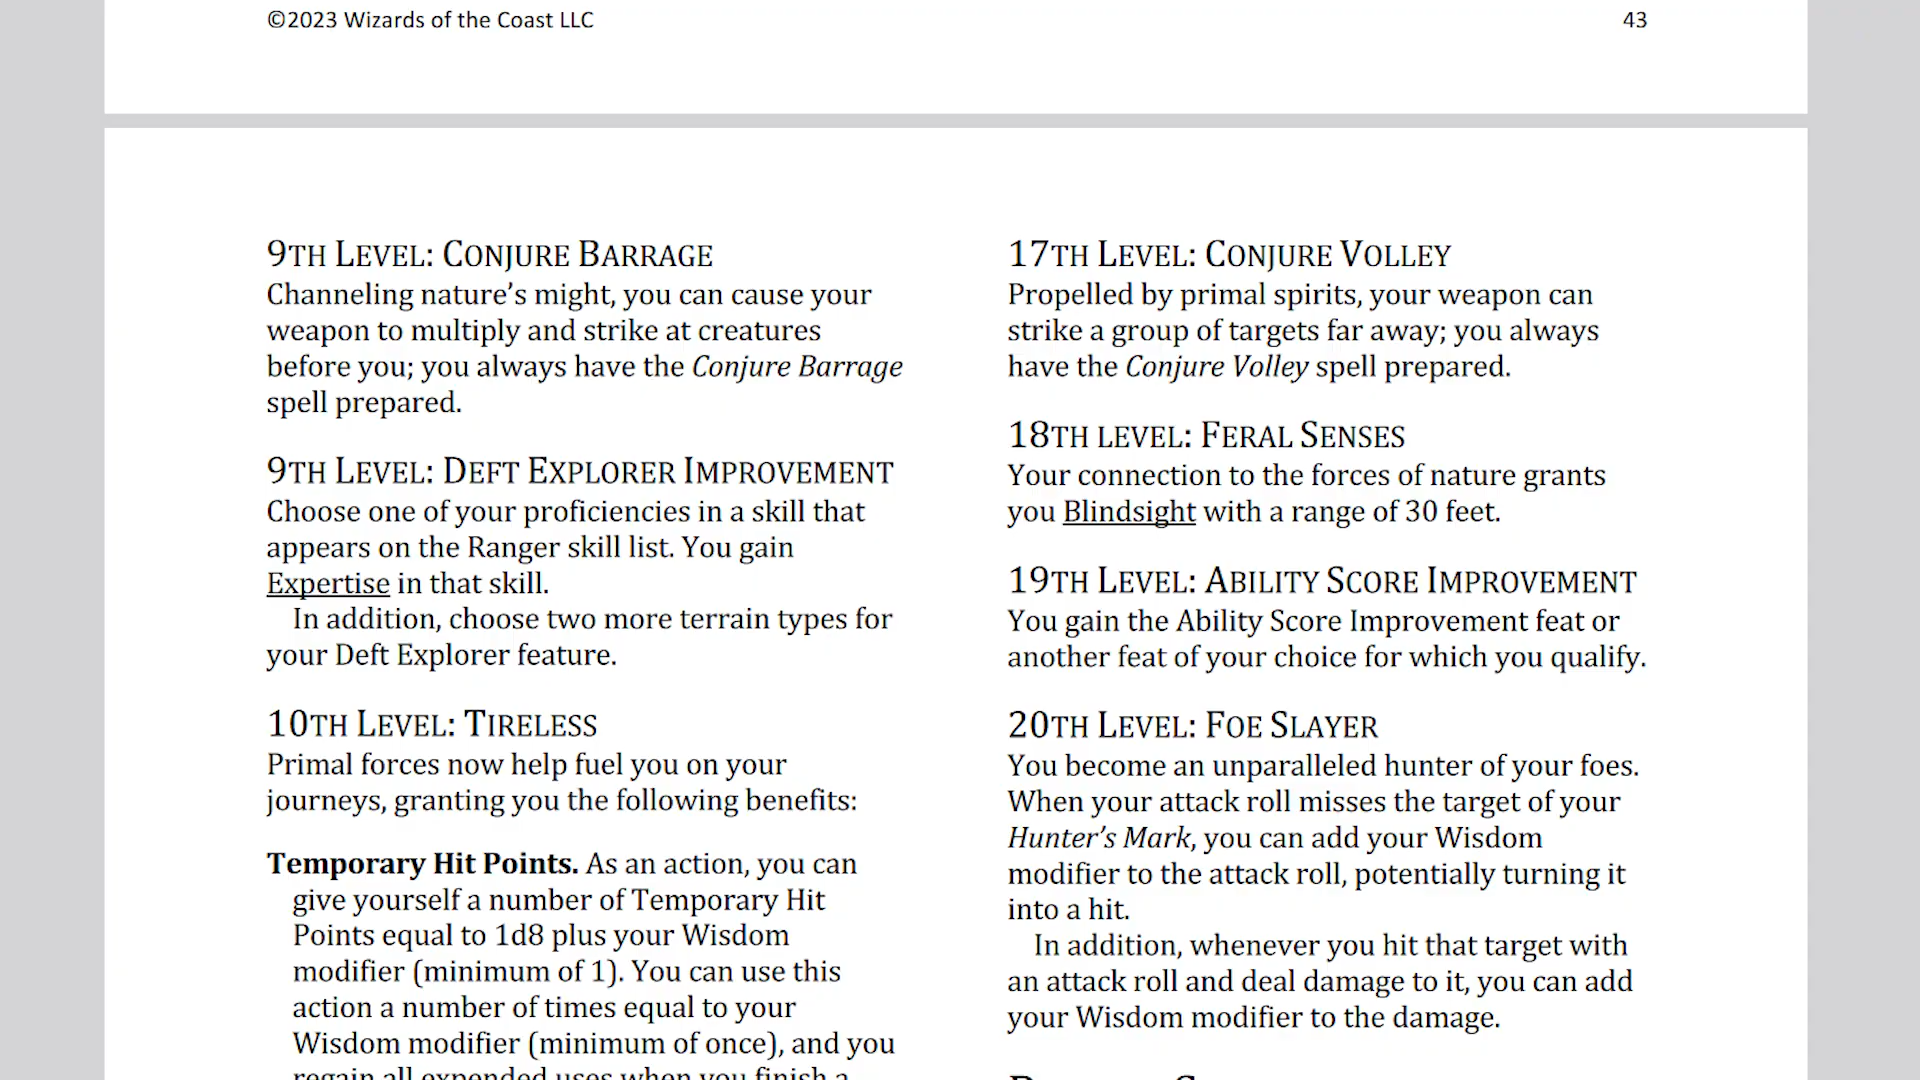 ©2023 Wizards of the Coast LLC
43
9TH LEVEL: CONJURE BARRAGE
Channeling nature’s might, you can cause your
weapon to multiply and strike at creatures
before you; you always have the Conjure Barrage
spell prepared.
9TH LEVEL: DEFT EXPLORER IMPROVEMENT
Choose one of your proficiencies in a skill that
appears on the Ranger skill list. You gain
Expertise in that skill.
In addition, choose two more terrain types for
your Deft Explorer feature.
10TH LEVEL: TIRELESS
Primal forces now help fuel you on your
journeys, granting you the following benefits:
Temporary Hit Points. As an action, you can
give yourself a number of Temporary Hit
Points equal to 1d8 plus your Wisdom
modifier (minimum of 1). You can use this
action a number of times equal to your
Wisdom modifier (minimum of once), and you
regain all expended uses when you finish a
17TH LEVEL: CONJURE VOLLEY
Propelled by primal spirits, your weapon can
strike a group of targets far away; you always
have the Conjure Volley spell prepared.
18TH LEVEL: FERAL SENSES
Your connection to the forces of nature grants
you Blindsight with a range of 30 feet.
19TH LEVEL: ABILITY SCORE IMPROVEMENT
You gain the Ability Score Improvement feat or
another feat of your choice for which you qualify.
20TH LEVEL: FOE SLAYER
You become an unparalleled hunter of your foes.
When your attack roll misses the target of your
Hunter’s Mark, you can add your Wisdom
modifier to the attack roll, potentially turning it
into a hit.
In addition, whenever you hit that target with
an attack roll and deal damage to it, you can add
your Wisdom modifier to the damage.